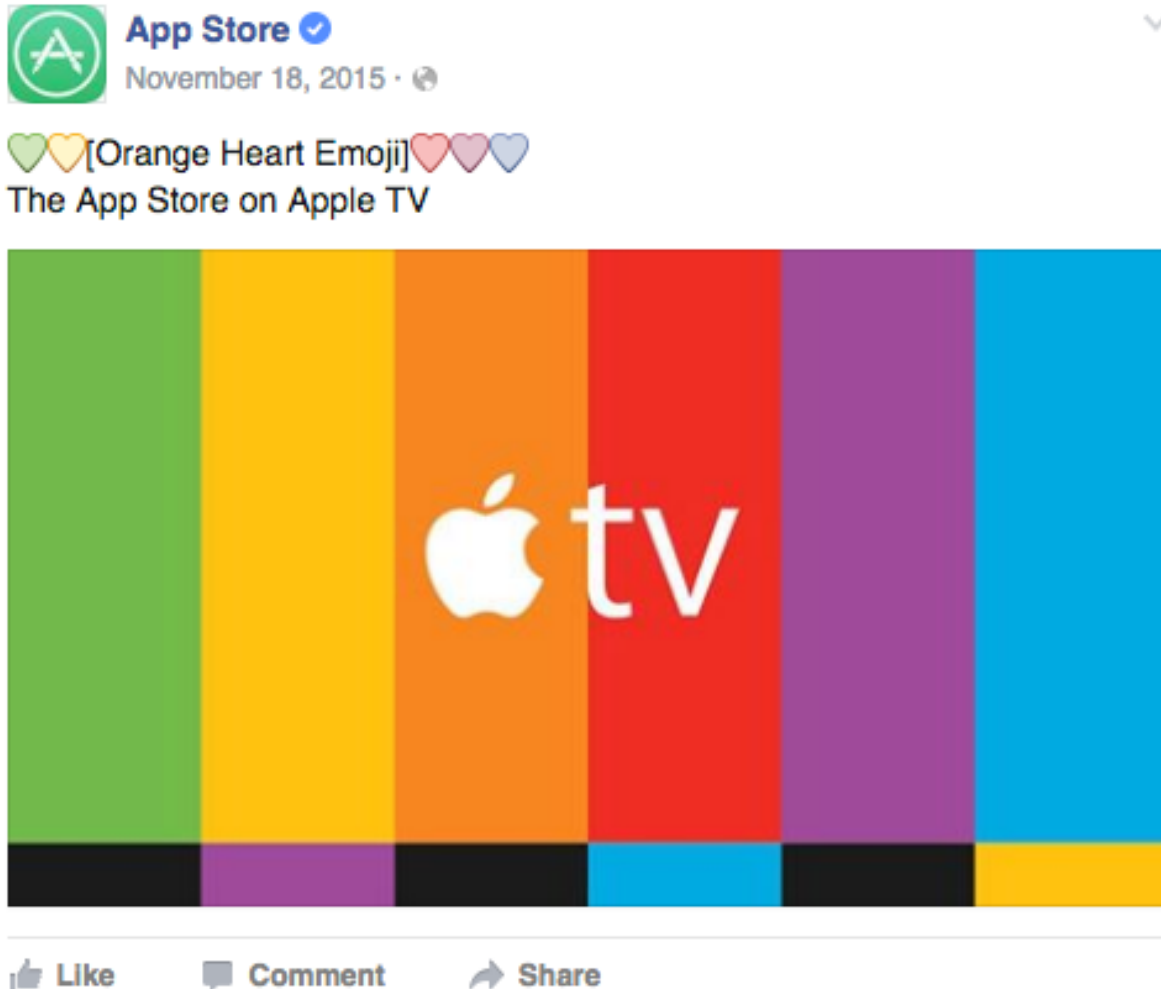 App Store
November 18, 2015 ·
💚💛[Orange Heart Emoji]❤️💜💙
The App Store on Apple TV
tv
Like Comment Share